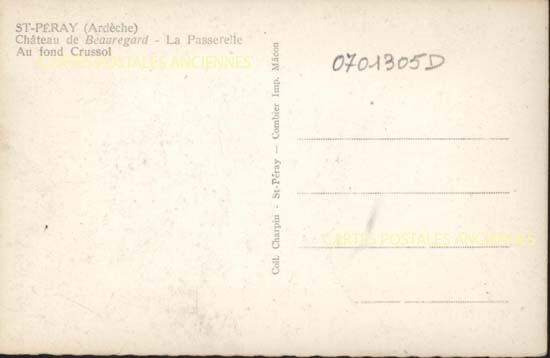 ST-PÉRAY (Ardèche)
Château de Beauregard - La Passerelle
Au fond Crussol
CARTES POSTALES ANCIENNES
0701305D
Coll. Charpin - St-Péray — Combier Imp. Mâcon
CARTES POSTALES ANCIENNES